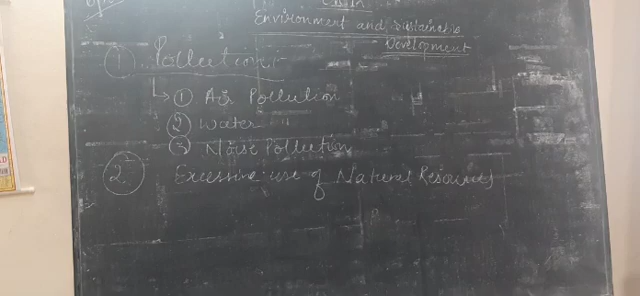 Environment and Sustainable
Development
① Pollution :-
→ ① Air Pollution
② Water "
③ Noise Pollution
② Excessive use of Natural Resources